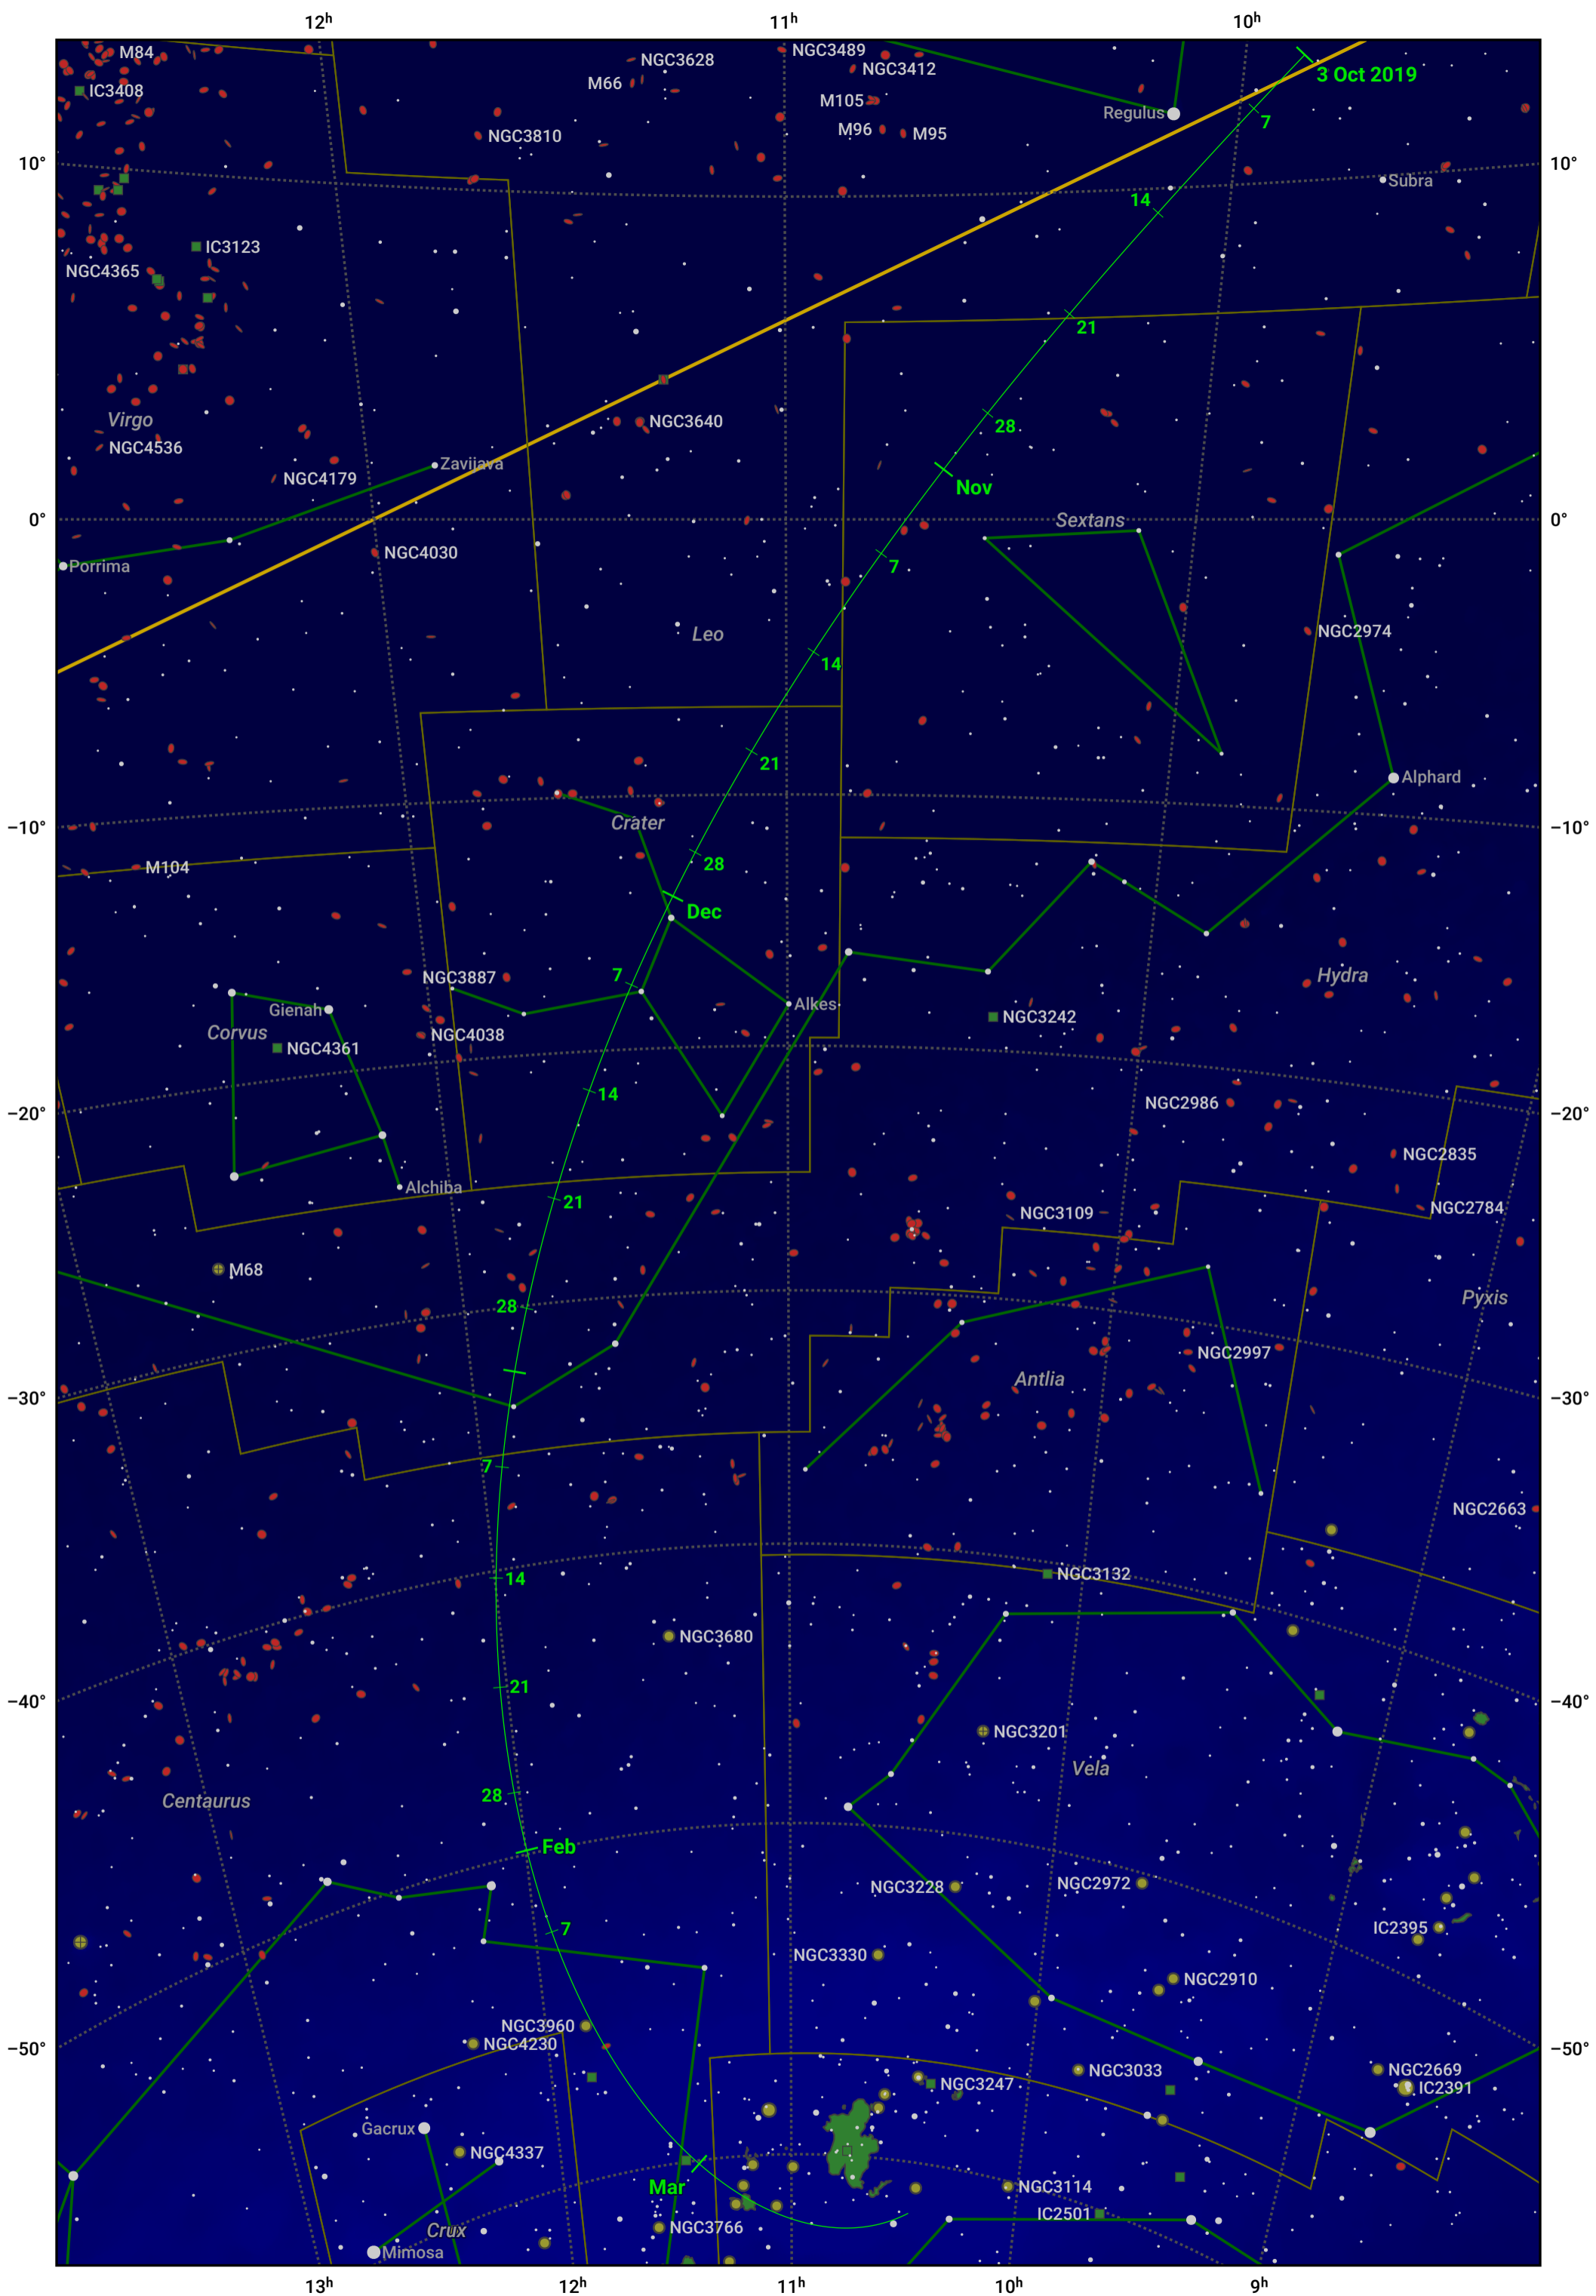 12h
11h
10h
M84
NGC3628
NGC3489
NGC3412
3 Oct 2019
IC3408
M66
M105
Regulus
7
NGC3810
M96
M95
10°
10°
Subra
14
IC3123
NGC4365
21
Virgo
NGC3640
28
NGC4536
Zavijava
NGC4179
Nov
0°
Sextans
0°
NGC4030
Porrima
7
Leo
NGC2974
14
21
Alphard
Crater
−10°
−10°
M104
28
Dec
NGC3887
7
Hydra
Gienah
Alkes
Corvus
NGC4038
NGC3242
NGC4361
14
NGC2986
−20°
−20°
NGC2835
Alchiba
21
NGC3109
NGC2784
M68
28
Pyxis
NGC2997
Antlia
−30°
−30°
7
NGC2663
14
NGC3132
NGC3680
21
−40°
−40°
NGC3201
Vela
28
Centaurus
Feb
NGC3228
NGC2972
7
IC2395
NGC3330
NGC2910
NGC3960
NGC4230
−50°
−50°
NGC3033
NGC2669
NGC3247
IC2391
Gacrux
NGC4337
Mar
NGC3114
IC2501
NGC3766
Crux
Mimosa
13h
12h
11h
10h
9h